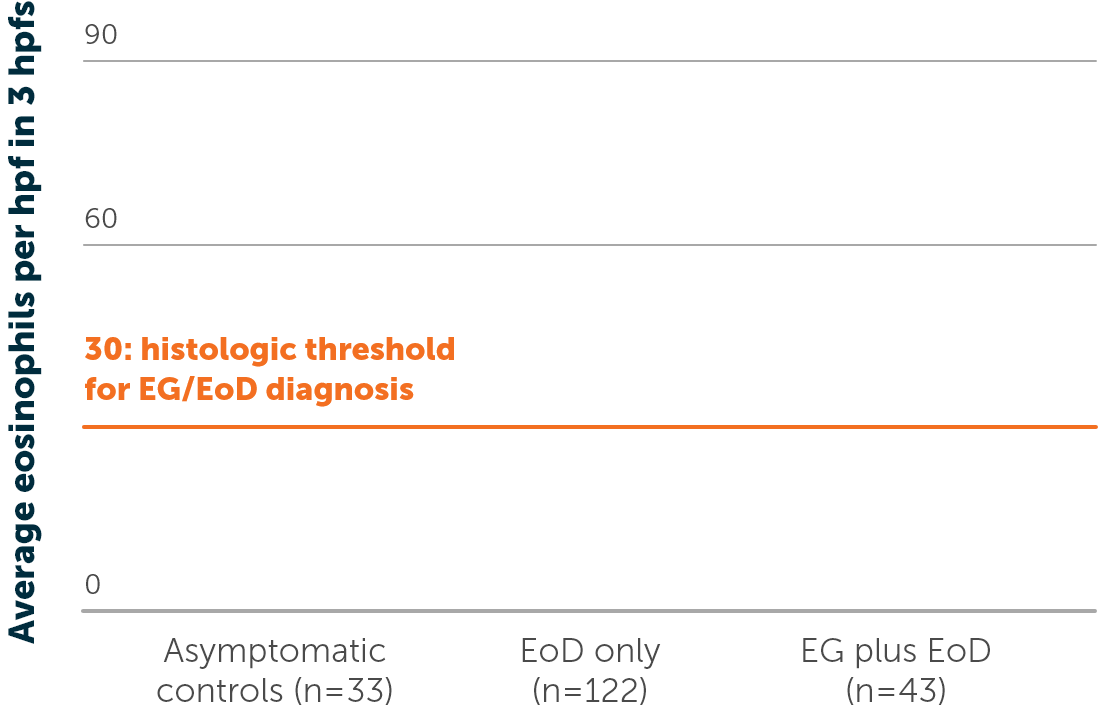 Average eosinophils per hpf in 3 hpfs
90
60
30: histologic threshold
for EG/EoD diagnosis
0
Asymptomatic
controls (n=33)
EoD only
(n=122)
EG plus EoD
(n=43)